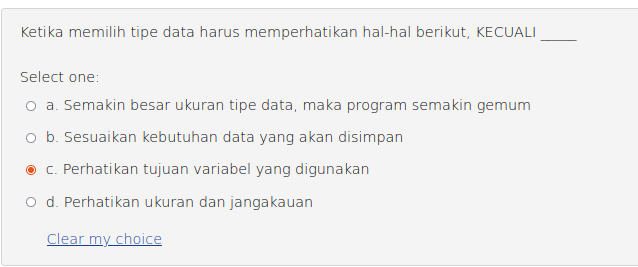 Ketika memilih tipe data harus memperhatikan hal-hal berikut, KECUALI _____
Select one:
a. Semakin besar ukuran tipe data, maka program semakin gemum
b. Sesuaikan kebutuhan data yang akan disimpan
c. Perhatikan tujuan variabel yang digunakan
d. Perhatikan ukuran dan jangakauan
Clear my choice